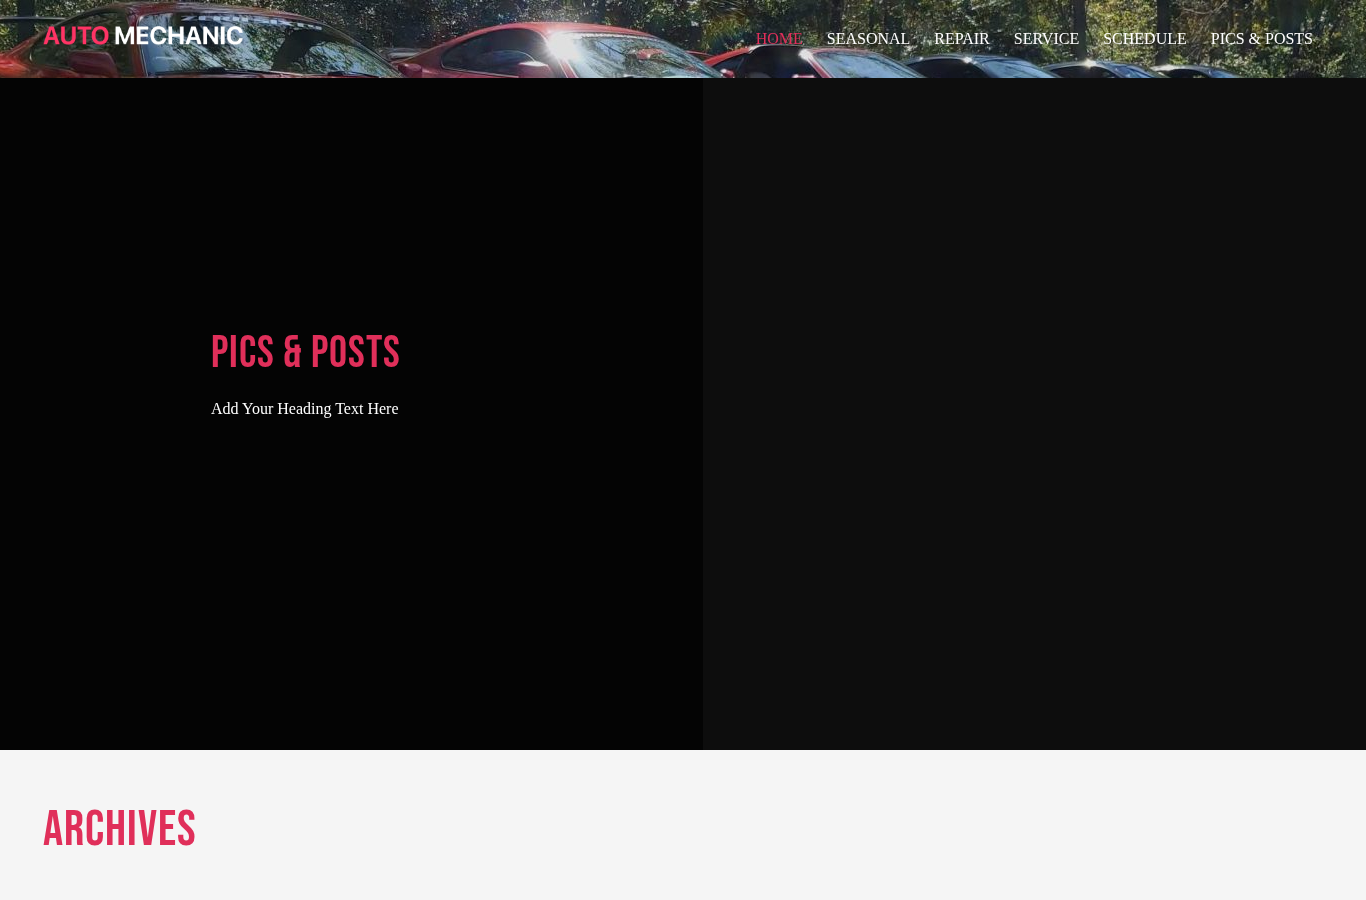 AUTO MECHANIC
HOME SEASONAL REPAIR SERVICE SCHEDULE PICS & POSTS
PICS & POSTS
Add Your Heading Text Here
ARCHIVES